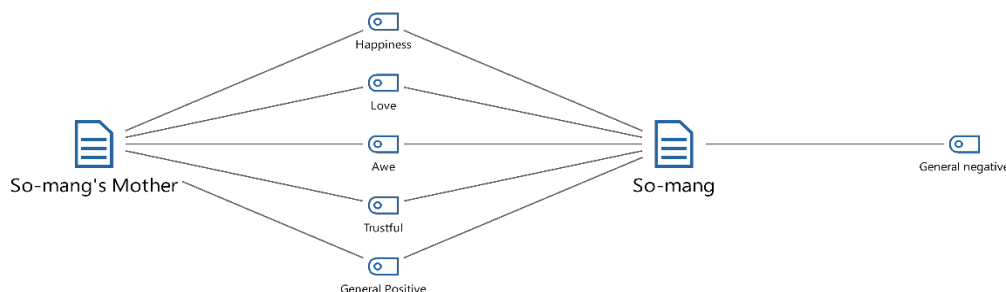 Happiness
Love
So-mang's Mother
Awe
So-mang
General negative
Trustful
General Positive